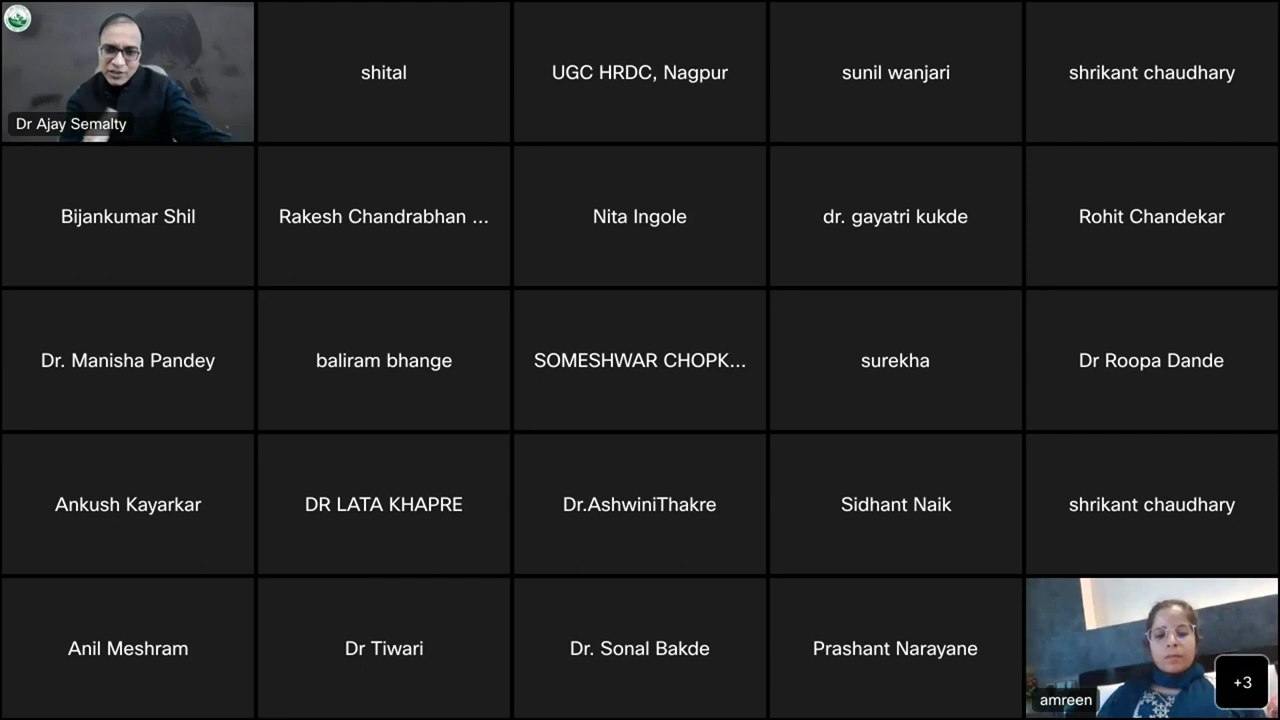 Dr Ajay Semalty
shital
UGC HRDC, Nagpur
sunil wanjari
shrikant chaudhary
Bijankumar Shil
Rakesh Chandrabhan ...
Nita Ingole
dr. gayatri kukde
Rohit Chandekar
Dr. Manisha Pandey
baliram bhange
SOMESHWAR CHOPK...
surekha
Dr Roopa Dande
Ankush Kayarkar
DR LATA KHAPRE
Dr.AshwiniThakre
Sidhant Naik
shrikant chaudhary
Anil Meshram
Dr Tiwari
Dr. Sonal Bakde
Prashant Narayane
amreen
+3